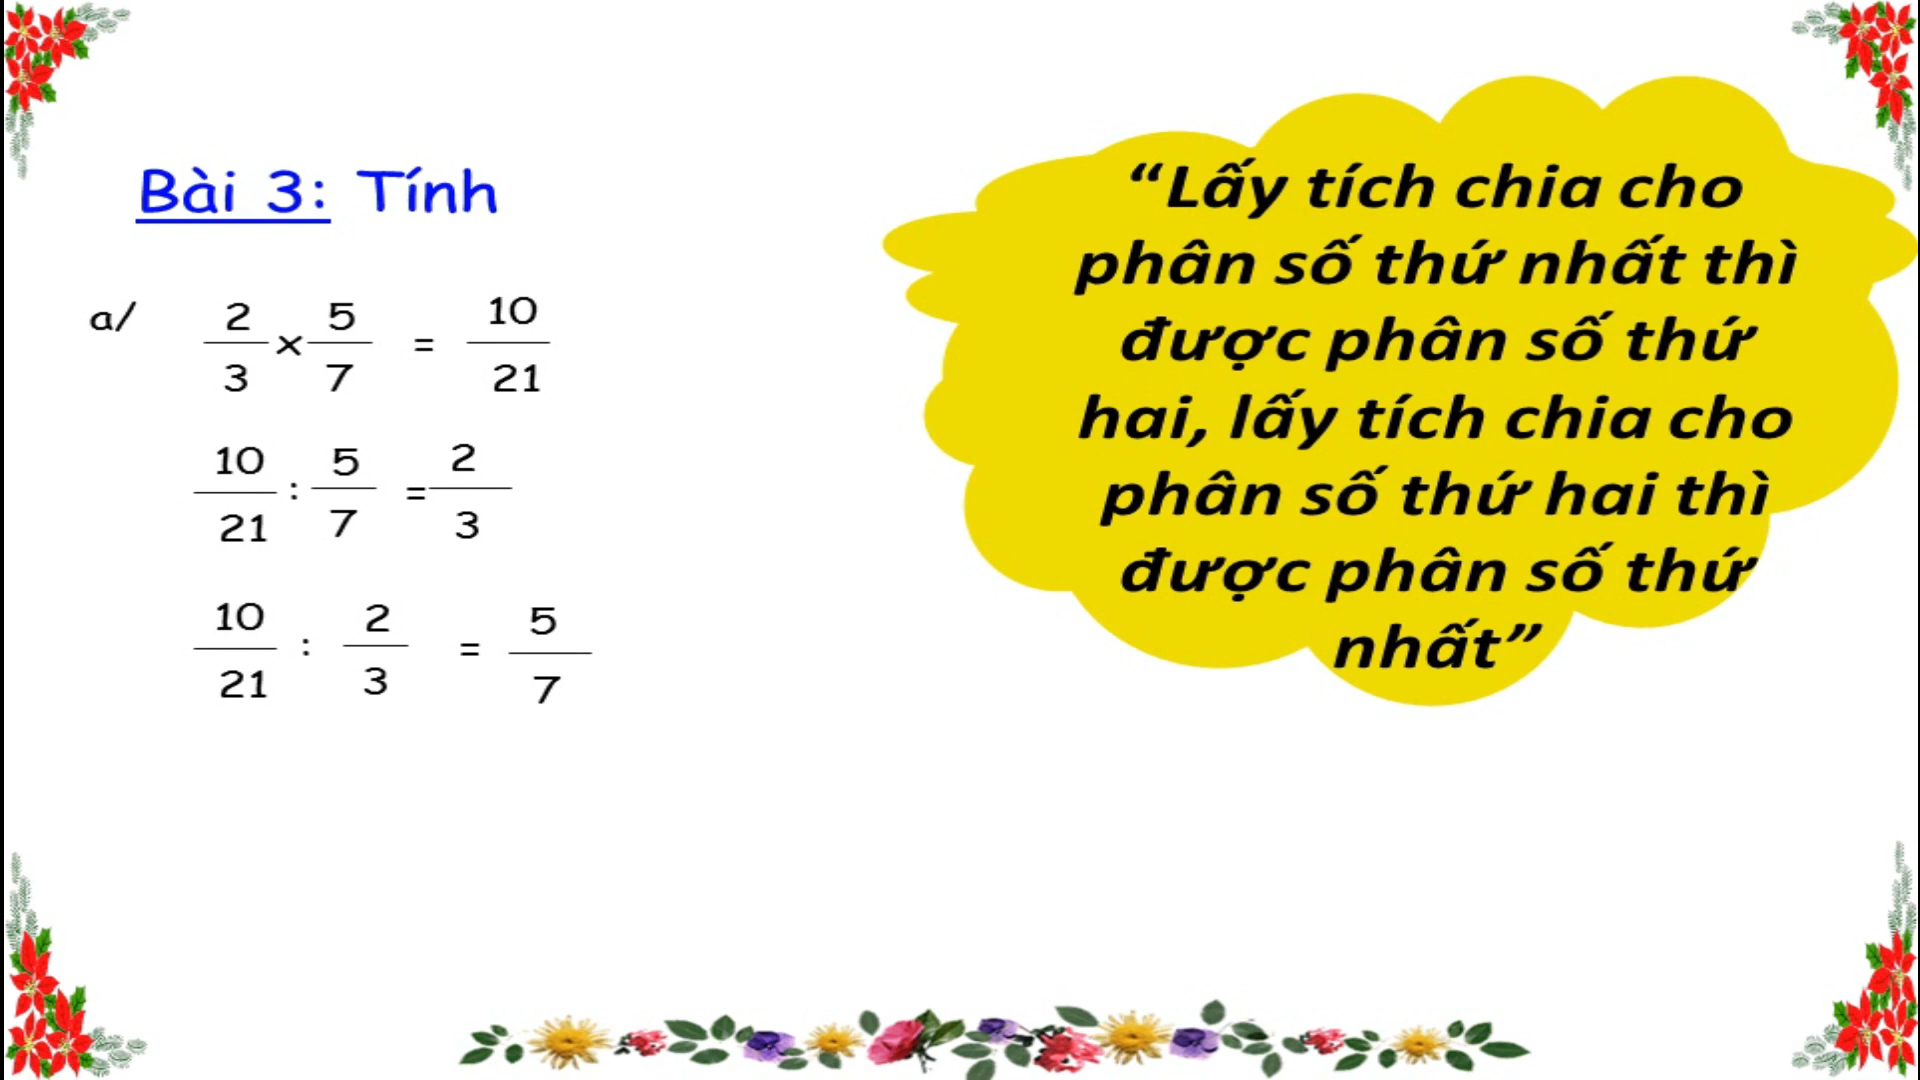 Bài 3: Tính
a/ 2/3 x 5/7 = 10/21
10/21 : 5/7 = 2/3
10/21 : 2/3 = 5/7
“Lấy tích chia cho
phân số thứ nhất thì
được phân số thứ
hai, lấy tích chia cho
phân số thứ hai thì
được phân số thứ
nhất”